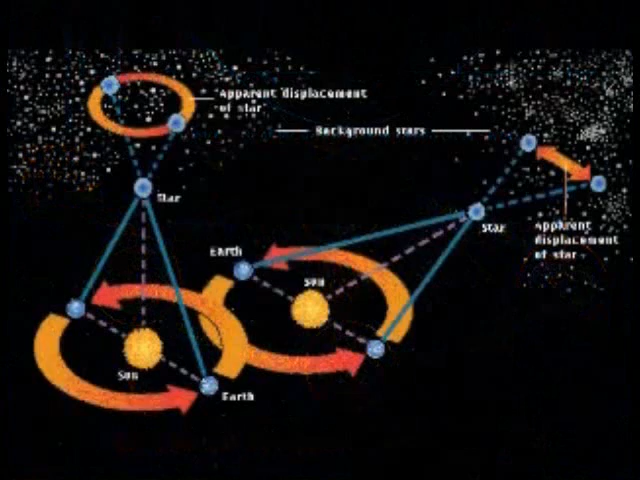 Apparent displacement
of star
Background stars
Star
Star
Apparent
displacement
of star
Earth
Sun
Sun
Earth